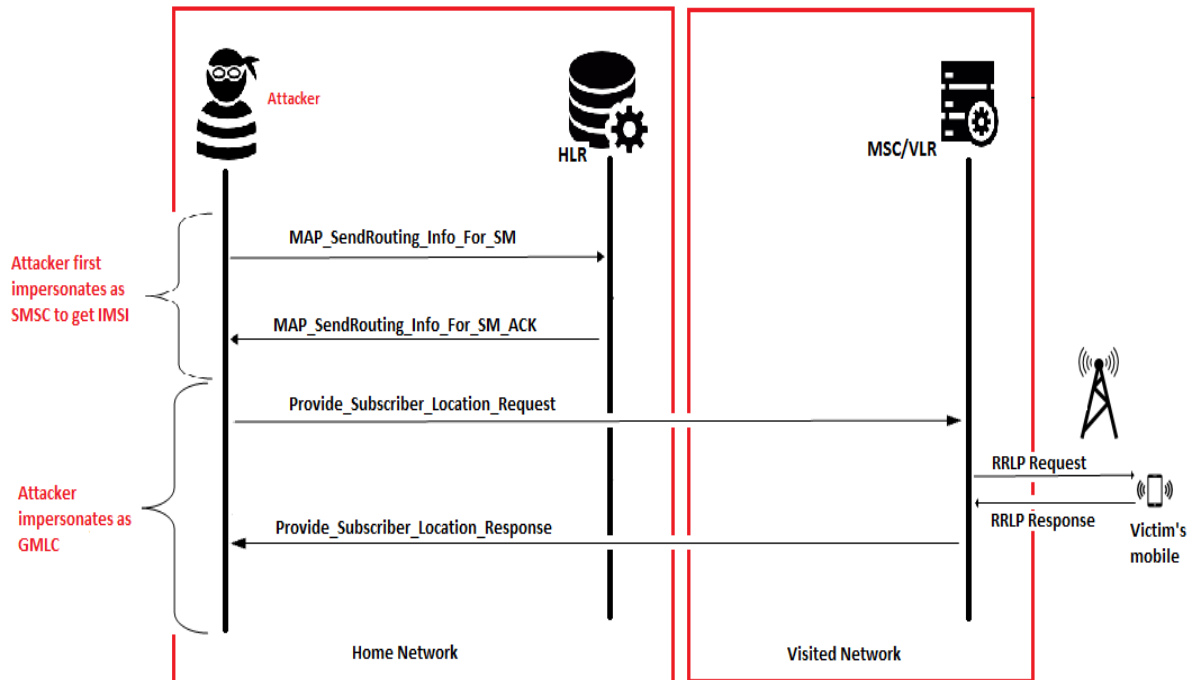 Attacker
HLR
MSC/VLR
MAP_SendRouting_Info_For_SM
Attacker first
impersonates as
SMSC to get IMSI
MAP_SendRouting_Info_For_SM_ACK
Provide_Subscriber_Location_Request
RRLP Request
Attacker
impersonates as
GMLC
RRLP Response
Provide_Subscriber_Location_Response
Victim's
mobile
Home Network
Visited Network